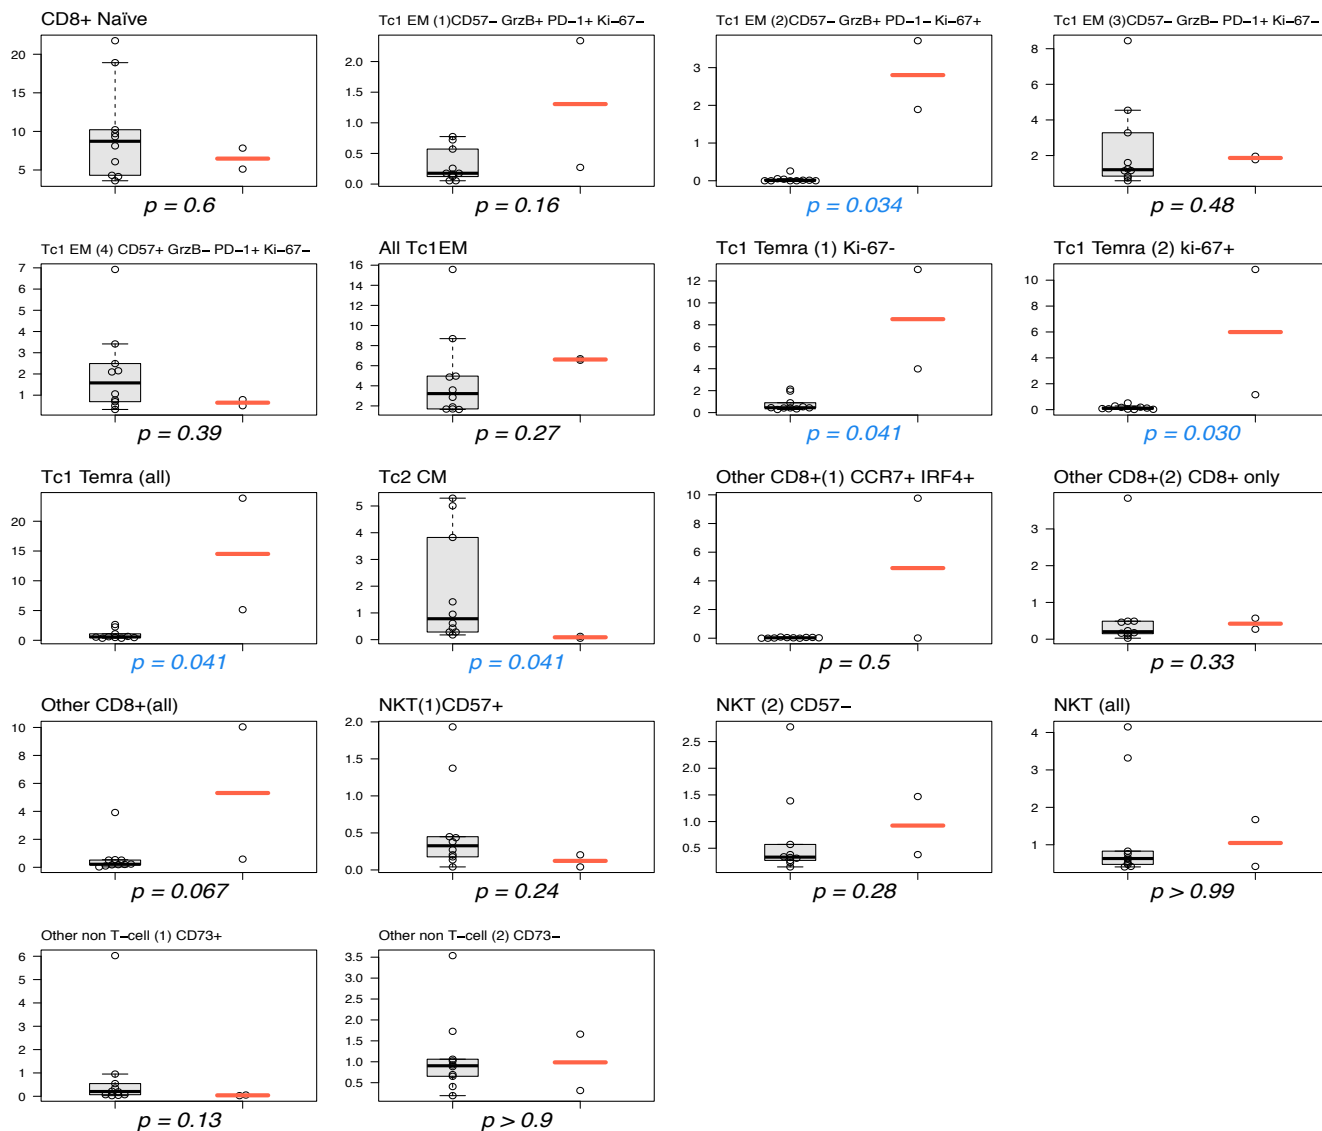 CD8+ Naïve
20
15
10
5
p = 0.6
Tc1 EM (1)CD57− GrzB+ PD−1+ Ki−67−
2.0
1.5
1.0
0.5
0.0
p = 0.16
Tc1 EM (2)CD57− GrzB+ PD−1− Ki−67+
3
2
1
0
p = 0.034
Tc1 EM (3)CD57− GrzB− PD−1+ Ki−67−
8
6
4
2
p = 0.48
Tc1 EM (4) CD57+ GrzB− PD−1+ Ki−67−
7
6
5
4
3
2
1
p = 0.39
All Tc1EM
16
14
12
10
8
6
4
2
p = 0.27
Tc1 Temra (1) Ki-67-
12
10
8
6
4
2
0
p = 0.041
Tc1 Temra (2) ki-67+
10
8
6
4
2
0
p = 0.030
Tc1 Temra (all)
20
15
10
5
0
p = 0.041
Tc2 CM
5
4
3
2
1
0
p = 0.041
Other CD8+(1) CCR7+ IRF4+
10
8
6
4
2
0
p = 0.5
Other CD8+(2) CD8+ only
3
2
1
0
p = 0.33
Other CD8+(all)
10
8
6
4
2
0
p = 0.067
NKT(1)CD57+
2.0
1.5
1.0
0.5
0.0
p = 0.24
NKT (2) CD57−
2.5
2.0
1.5
1.0
0.5
p = 0.28
NKT (all)
4
3
2
1
p > 0.99
Other non T−cell (1) CD73+
6
5
4
3
2
1
0
p = 0.13
Other non T−cell (2) CD73−
3.5
3.0
2.5
2.0
1.5
1.0
0.5
p > 0.9